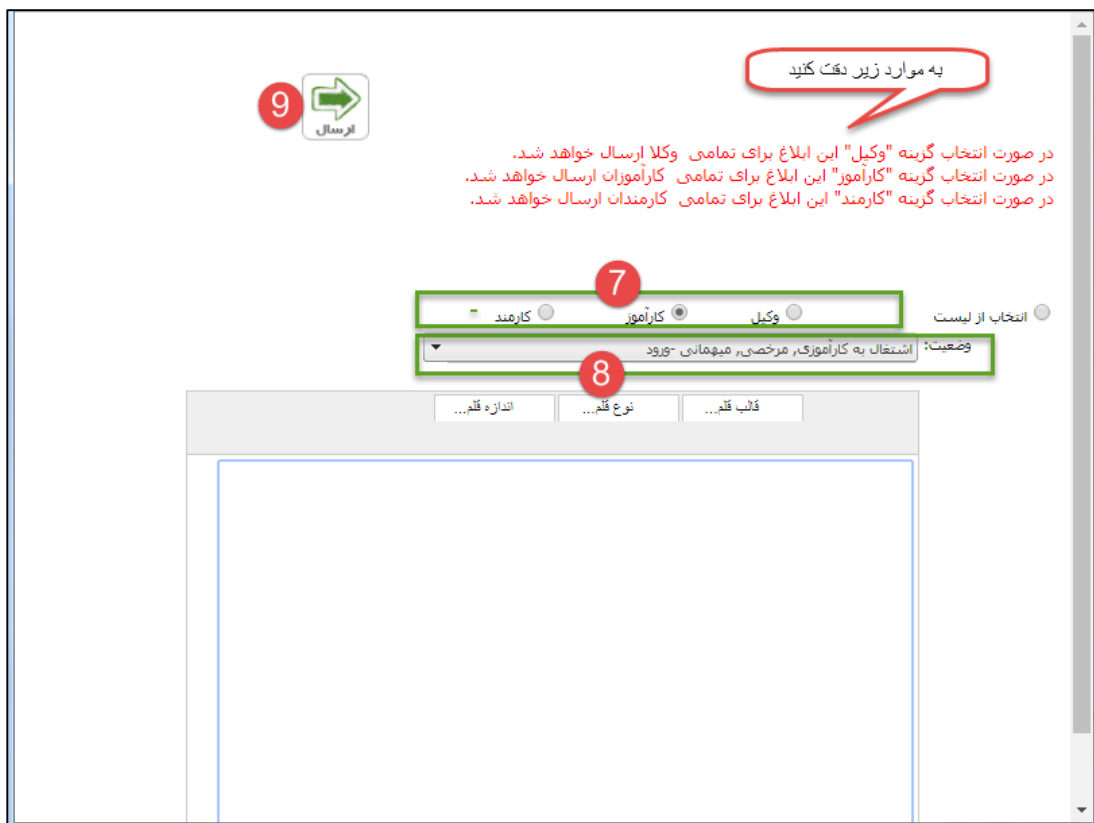 به موارد زیر دقت کنید
9
ارسال
در صورت انتخاب گزینه "وکیل" این ابلاغ برای تمامی وکلا ارسال خواهد شد.
در صورت انتخاب گزینه "کارآموز" این ابلاغ برای تمامی کارآموزان ارسال خواهد شد.
در صورت انتخاب گزینه "کارمند" این ابلاغ برای تمامی کارمندان ارسال خواهد شد.
7
انتخاب از لیست وکیل کارآموز کارمند -
وضعیت: اشتغال به کارآموزی, مرخصی, میهمانی -ورود
8
قالب قلم... نوع قلم... اندازه قلم...